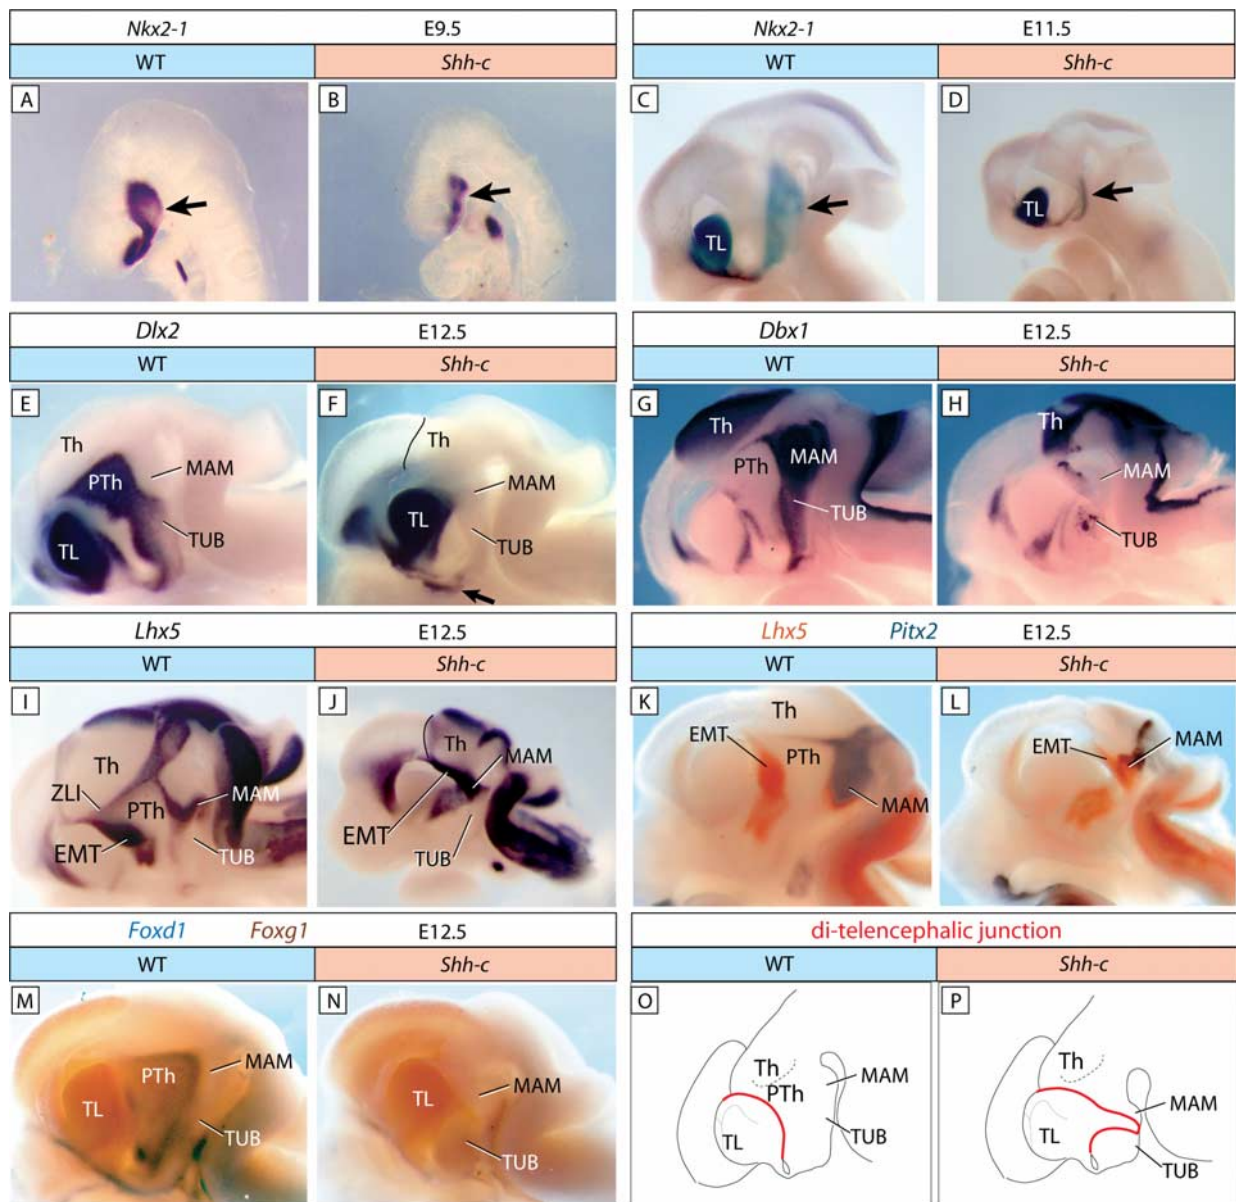 Nkx2-1 E9.5
WT Shh-c
Nkx2-1 E11.5
WT Shh-c
A
B
C
TL
D
TL
Dlx2 E12.5
WT Shh-c
Dbx1 E12.5
WT Shh-c
E
Th
PTh
MAM
TL
TUB
F
Th
MAM
TL
TUB
G
Th
PTh
MAM
TUB
H
Th
MAM
TUB
Lhx5 E12.5
WT Shh-c
Lhx5 Pitx2 E12.5
WT Shh-c
I
Th
ZLI
PTh
MAM
EMT
TUB
J
Th
MAM
EMT
TUB
K
Th
EMT
PTh
MAM
L
EMT
MAM
Foxd1 Foxg1 E12.5
WT Shh-c
di-telencephalic junction
WT Shh-c
M
PTh
MAM
TL
TUB
N
MAM
TL
TUB
O
Th
PTh
MAM
TL
TUB
P
Th
MAM
TL
TUB